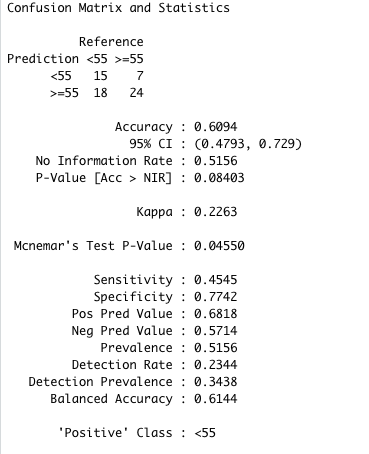 Confusion Matrix and Statistics
Reference
Prediction <55 >=55
<55 15 7
>=55 18 24
Accuracy : 0.6094
95% CI : (0.4793, 0.729)
No Information Rate : 0.5156
P-Value [Acc > NIR] : 0.08403
Kappa : 0.2263
Mcnemar's Test P-Value : 0.04550
Sensitivity : 0.4545
Specificity : 0.7742
Pos Pred Value : 0.6818
Neg Pred Value : 0.5714
Prevalence : 0.5156
Detection Rate : 0.2344
Detection Prevalence : 0.3438
Balanced Accuracy : 0.6144
'Positive' Class : <55